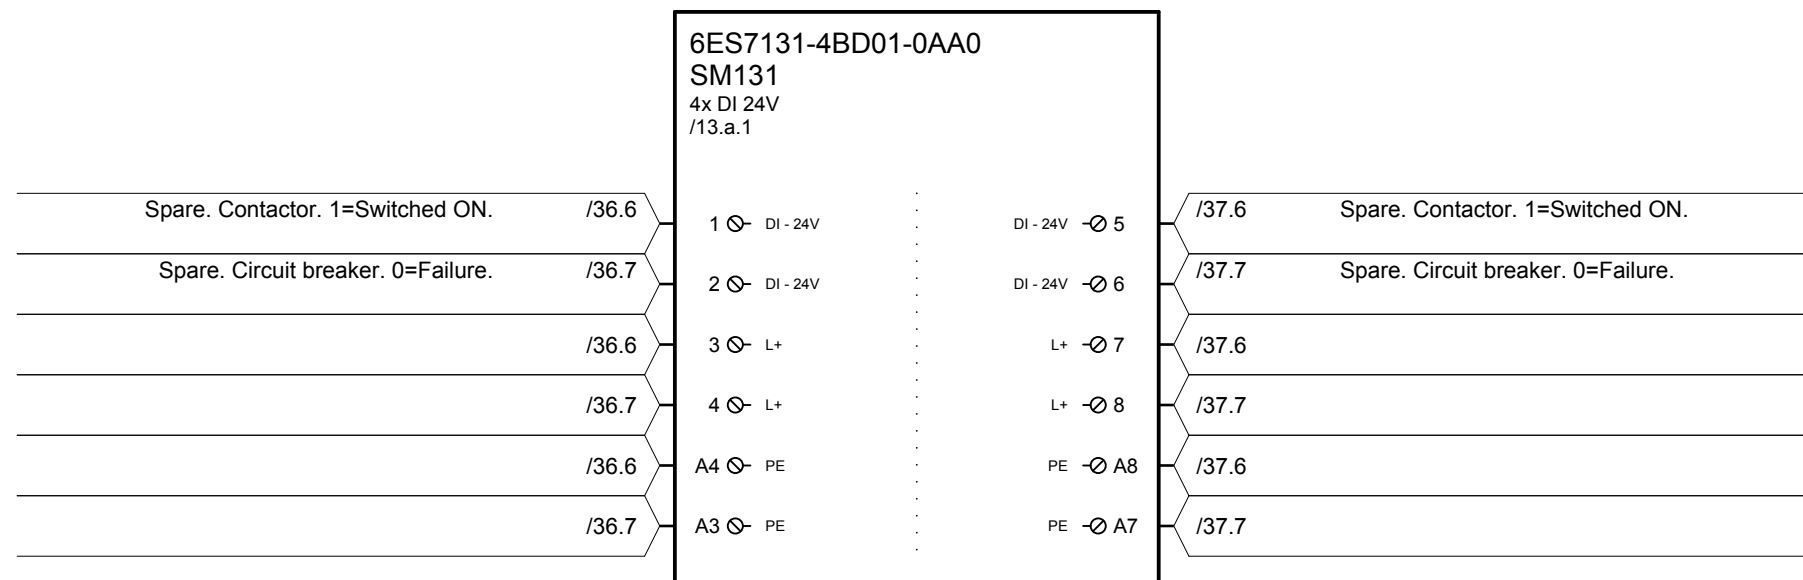 6ES7131-4BD01-0AA0
SM131
4x DI 24V
/13.a.1
Spare. Contactor. 1=Switched ON. /36.6 1 DI - 24V DI - 24V 5 /37.6 Spare. Contactor. 1=Switched ON.
Spare. Circuit breaker. 0=Failure. /36.7 2 DI - 24V DI - 24V 6 /37.7 Spare. Circuit breaker. 0=Failure.
/36.6 3 L+ L+ 7 /37.6
/36.7 4 L+ L+ 8 /37.7
/36.6 A4 PE PE A8 /37.6
/36.7 A3 PE PE A7 /37.7